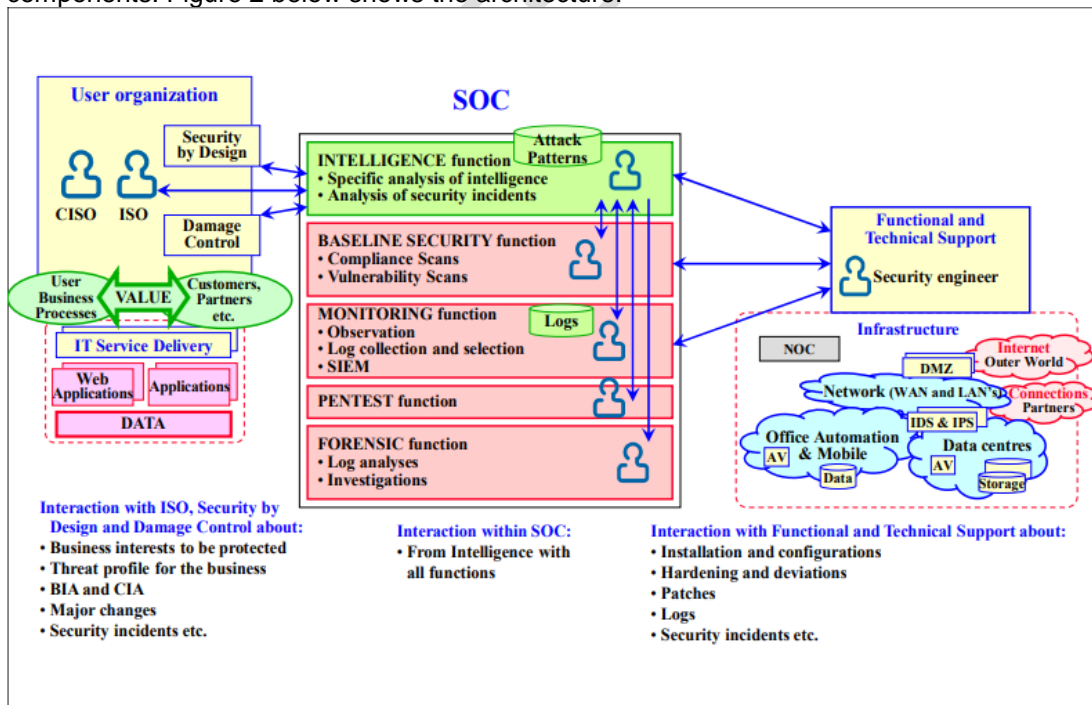 components. Figure 2 below shows the architecture.
User organization
Security
by Design
CISO
ISO
Damage
Control
User
Business
Processes
VALUE
Customers,
Partners
etc.
IT Service Delivery
Web
Applications
Applications
DATA
SOC
Attack
Patterns
INTELLIGENCE function
• Specific analysis of intelligence
• Analysis of security incidents
BASELINE SECURITY function
• Compliance Scans
• Vulnerability Scans
MONITORING function
• Observation
• Log collection and selection
• SIEM
Logs
PENTEST function
FORENSIC function
• Log analyses
• Investigations
Functional and
Technical Support
Security engineer
Infrastructure
NOC
Internet
Outer World
DMZ
Network (WAN and LAN's)
Connections
Partners
IDS & IPS
Office Automation
& Mobile
AV
Data
Data centres
AV
Storage
Interaction with ISO, Security by
Design and Damage Control about:
• Business interests to be protected
• Threat profile for the business
• BIA and CIA
• Major changes
• Security incidents etc.
Interaction within SOC:
• From Intelligence with
all functions
Interaction with Functional and Technical Support about:
• Installation and configurations
• Hardening and deviations
• Patches
• Logs
• Security incidents etc.